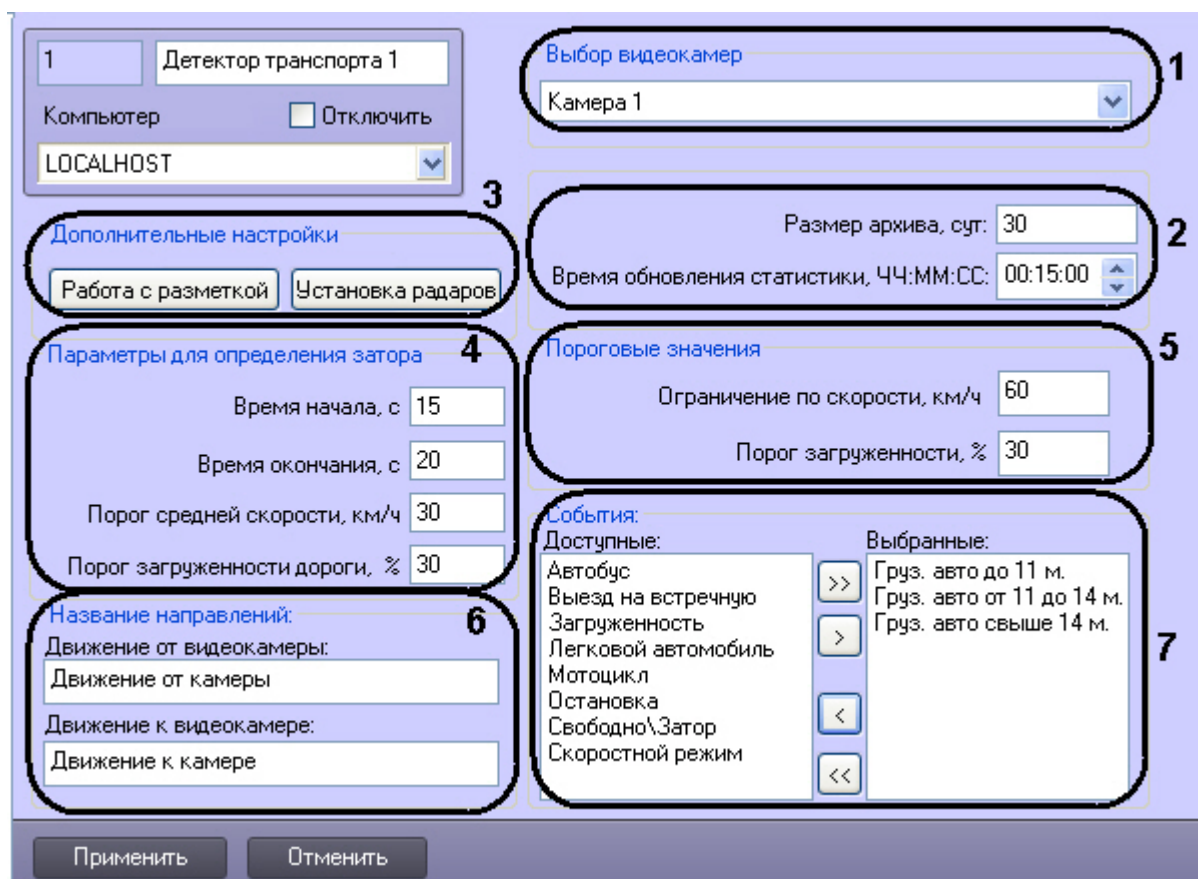 1
Детектор транспорта 1
Компьютер
Отключить
LOCALHOST
Выбор видеокамер
1
Камера 1
3
Дополнительные настройки
Работа с разметкой
Установка радаров
Размер архива, сут:
30
2
Время обновления статистики, ЧЧ:ММ:СС:
00:15:00
Параметры для определения затора
4
Время начала, с
15
Время окончания, с
20
Порог средней скорости, км/ч
30
Порог загруженности дороги, %
30
Пороговые значения
5
Ограничение по скорости, км/ч
60
Порог загруженности, %
30
Название направлений:
6
Движение от видеокамеры:
Движение от камеры
Движение к видеокамере:
Движение к камере
События:
Доступные:
Автобус
Выезд на встречную
Загруженность
Легковой автомобиль
Мотоцикл
Остановка
Свободно\Затор
Скоростной режим
>>
>
<
<<
Выбранные:
Груз. авто до 11 м.
Груз. авто от 11 до 14 м.
Груз. авто свыше 14 м.
7
Применить
Отменить